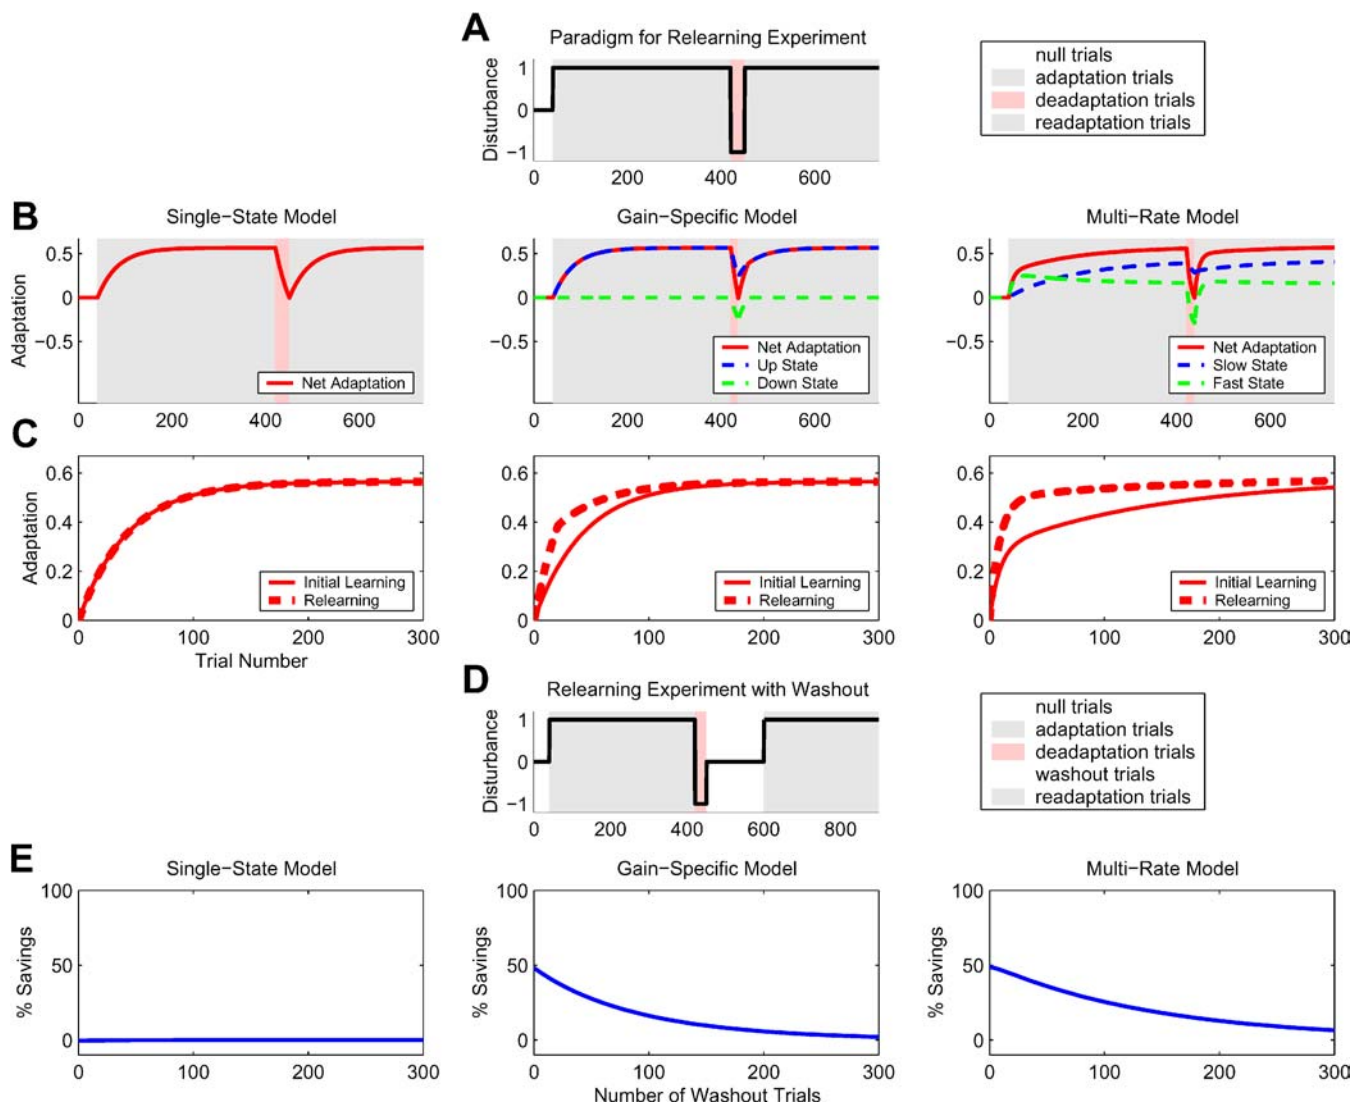 A
Paradigm for Relearning Experiment
Disturbance
1
0
−1
0 200 400 600
null trials
adaptation trials
deadaptation trials
readaptation trials
B
Single−State Model
Adaptation
0.5
0
−0.5
Net Adaptation
0 200 400 600
Gain−Specific Model
0.5
0
−0.5
Net Adaptation
Up State
Down State
0 200 400 600
Multi−Rate Model
0.5
0
−0.5
Net Adaptation
Slow State
Fast State
0 200 400 600
C
Adaptation
0.6
0.4
0.2
0
Initial Learning
Relearning
0 100 200 300
Trial Number
0.6
0.4
0.2
0
Initial Learning
Relearning
0 100 200 300
0.6
0.4
0.2
0
Initial Learning
Relearning
0 100 200 300
D
Relearning Experiment with Washout
Disturbance
1
0
−1
0 200 400 600 800
null trials
adaptation trials
deadaptation trials
washout trials
readaptation trials
E
Single−State Model
% Savings
100
50
0
0 100 200 300
Gain−Specific Model
% Savings
100
50
0
0 100 200 300
Number of Washout Trials
Multi−Rate Model
% Savings
100
50
0
0 100 200 300